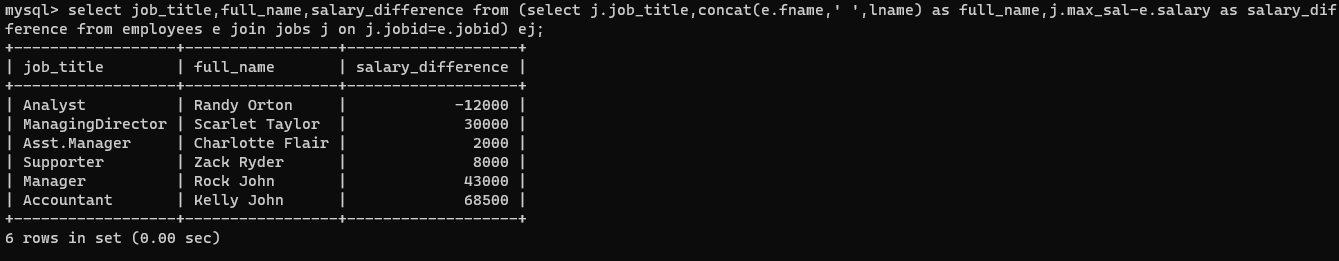 mysql> select job_title,full_name,salary_difference from (select j.job_title,concat(e.fname,' ',lname) as full_name,j.max_sal-e.salary as salary_dif
ference from employees e join jobs j on j.jobid=e.jobid) ej;
+------------------+-----------------+-------------------+
| job_title        | full_name       | salary_difference |
+------------------+-----------------+-------------------+
| Analyst          | Randy Orton     |            -12000 |
| ManagingDirector | Scarlet Taylor  |             30000 |
| Asst.Manager     | Charlotte Flair |              2000 |
| Supporter        | Zack Ryder      |              8000 |
| Manager          | Rock John       |             43000 |
| Accountant       | Kelly John      |             68500 |
+------------------+-----------------+-------------------+
6 rows in set (0.00 sec)